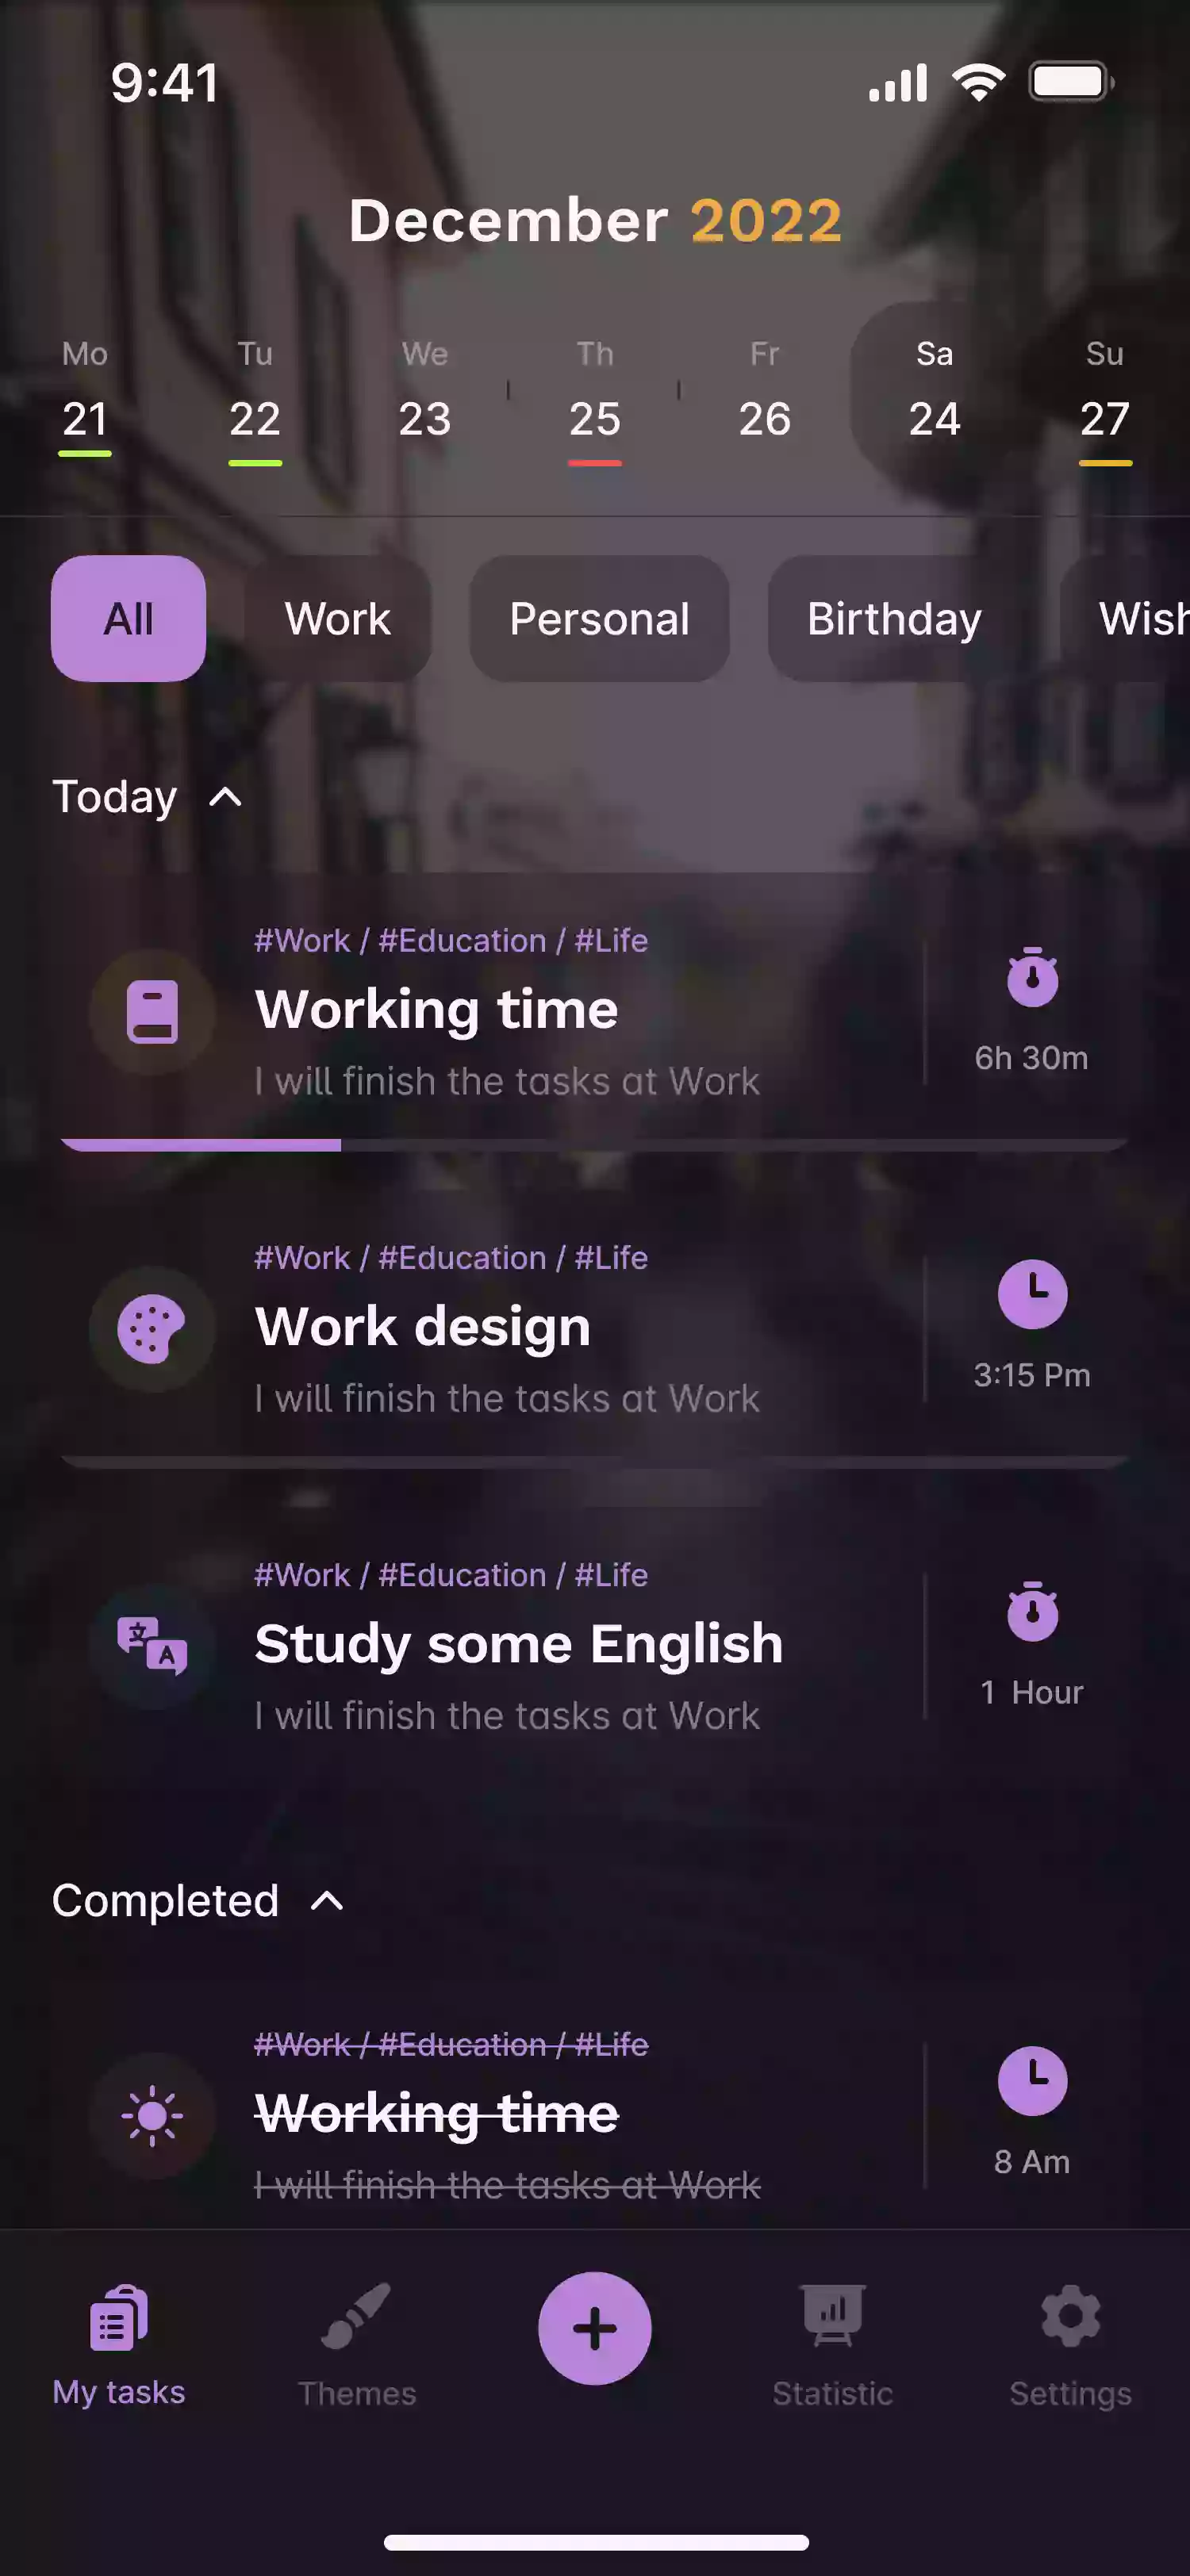 9:41
December 2022
Mo Tu We Th Fr Sa Su
21 22 23 25 26 24 27
All Work Personal Birthday Wish
Today
#Work / #Education / #Life
Working time
I will finish the tasks at Work
6h 30m
#Work / #Education / #Life
Work design
I will finish the tasks at Work
3:15 Pm
文 A
#Work / #Education / #Life
Study some English
I will finish the tasks at Work
1 Hour
Completed
#Work / #Education / #Life
Working time
I will finish the tasks at Work
8 Am
My tasks Themes Statistic Settings